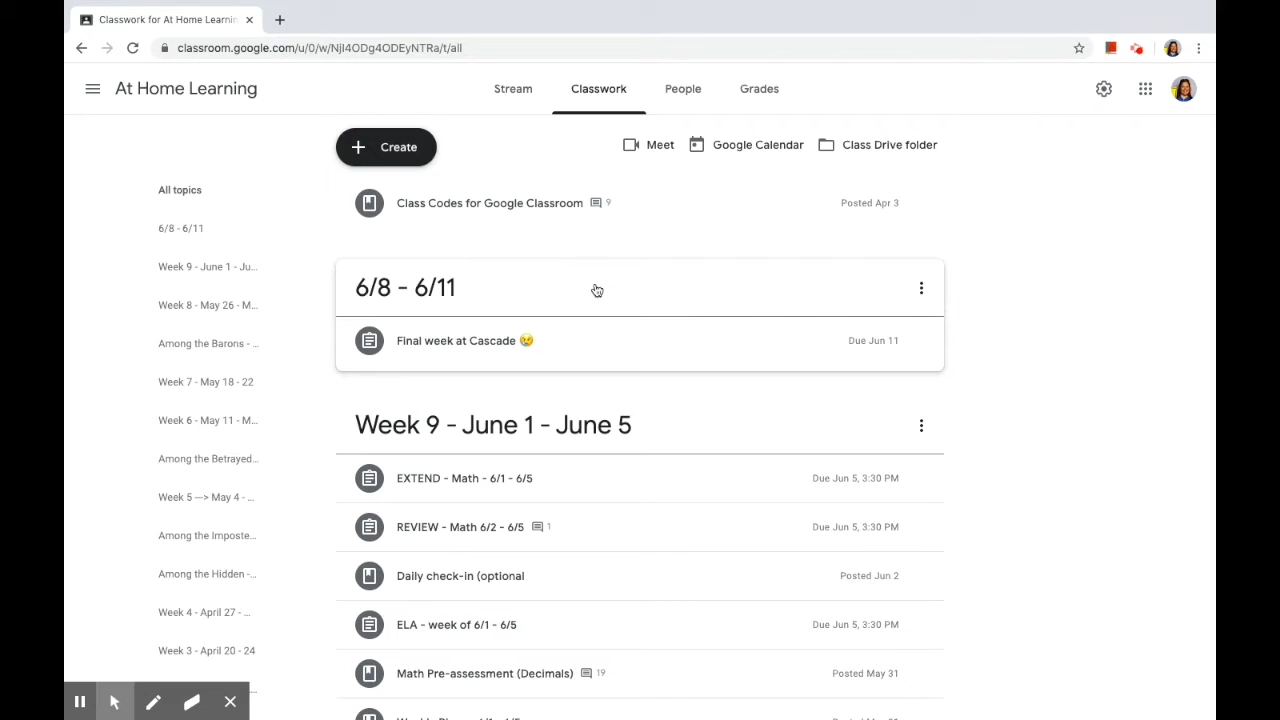 Classwork for At Home Learnin
classroom.google.com/u/0/w/NjI4ODg4ODEyNTRa/t/all
At Home Learning
Stream
Classwork
People
Grades
Create
Meet
Google Calendar
Class Drive folder
All topics
6/8 - 6/11
Week 9 - June 1 - Ju...
Week 8 - May 26 - M...
Among the Barons - ...
Week 7 - May 18 - 22
Week 6 - May 11 - M...
Among the Betrayed...
Week 5 ---> May 4 - ...
Among the Imposte...
Among the Hidden -...
Week 4 - April 27 - ...
Week 3 - April 20 - 24
Class Codes for Google Classroom 9 Posted Apr 3
6/8 - 6/11
Final week at Cascade 😢 Due Jun 11
Week 9 - June 1 - June 5
EXTEND - Math - 6/1 - 6/5 Due Jun 5, 3:30 PM
REVIEW - Math 6/2 - 6/5 1 Due Jun 5, 3:30 PM
Daily check-in (optional Posted Jun 2
ELA - week of 6/1 - 6/5 Due Jun 5, 3:30 PM
Math Pre-assessment (Decimals) 19 Posted May 31